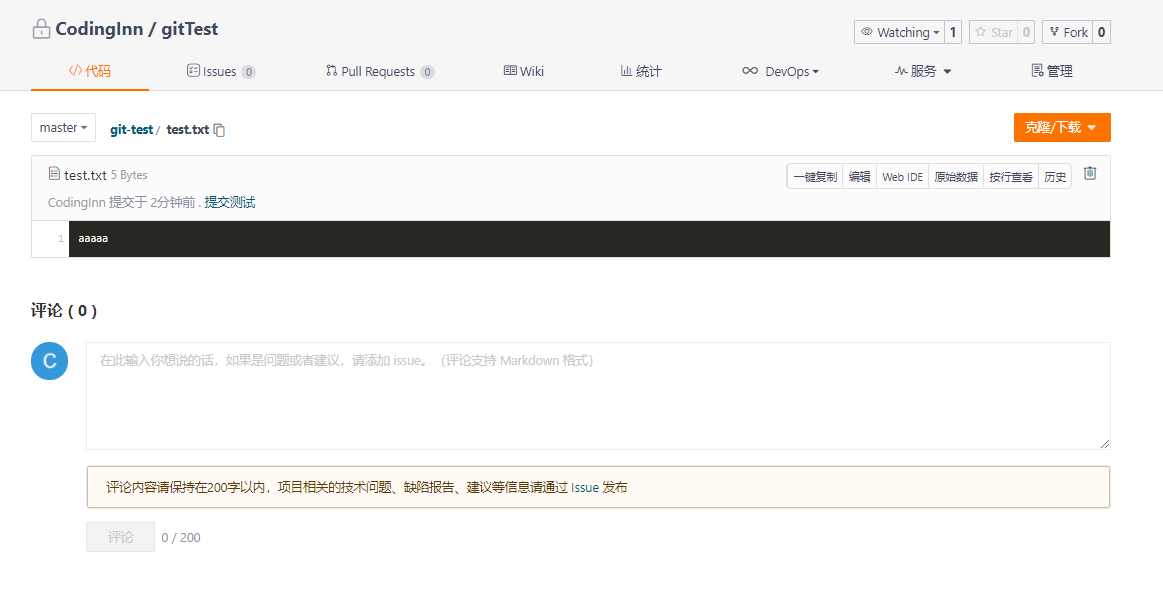 CodingInn / gitTest
Watching 1 Star 0 Fork 0
代码 Issues 0 Pull Requests 0 Wiki 统计 DevOps 服务 管理
master git-test / test.txt 克隆/下载
test.txt 5 Bytes 一键复制 编辑 Web IDE 原始数据 按行查看 历史
CodingInn 提交于 2分钟前 . 提交测试
1 aaaaa
评论 ( 0 )
C
在此输入你想说的话，如果是问题或者建议，请添加 issue。 （评论支持 Markdown 格式）
评论内容请保持在200字以内，项目相关的技术问题、缺陷报告、建议等信息请通过 Issue 发布
评论 0 / 200